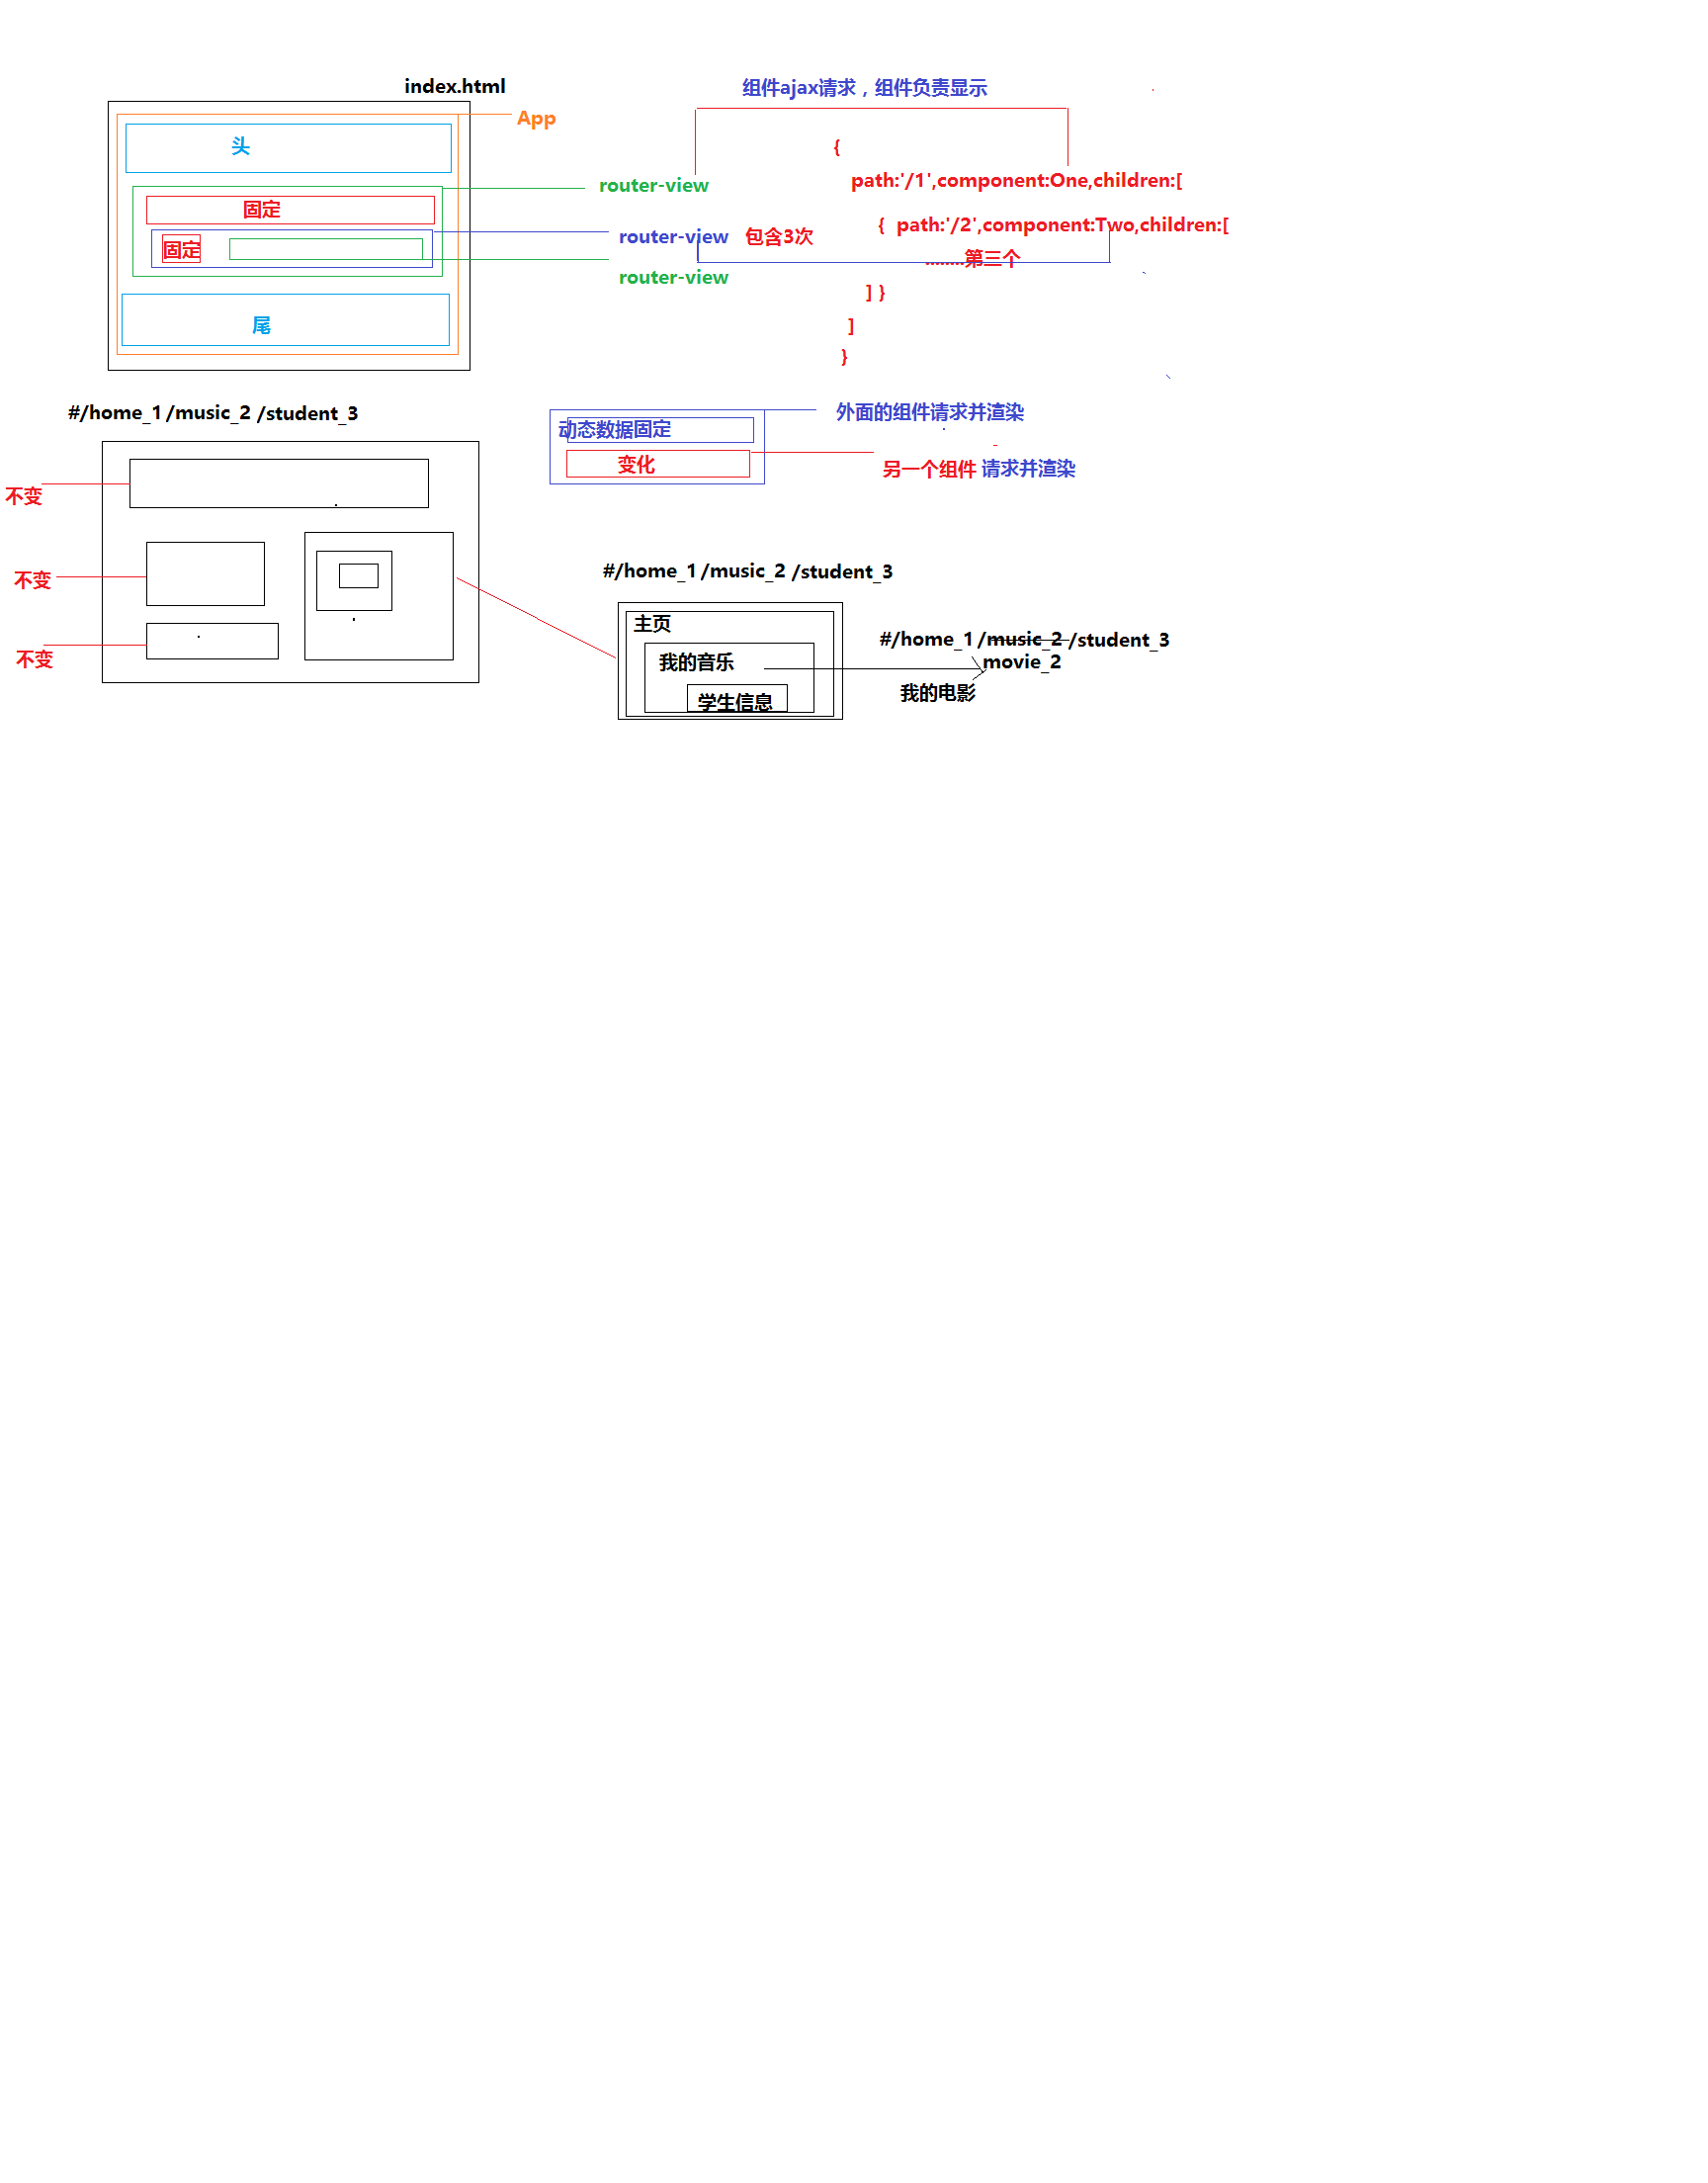 index.html
组件ajax请求，组件负责显示
App
头
{
router-view
path:'/1',component:One,children:[
固定
router-view 包含3次
{ path:'/2',component:Two,children:[
固定
........第三个
router-view
] }
尾
]
}
#/home_1 /music_2 /student_3
动态数据固定
外面的组件请求并渲染
变化
另一个组件 请求并渲染
不变
不变
不变
#/home_1 /music_2 /student_3
主页
我的音乐
学生信息
#/home_1 /music_2 /student_3
movie_2
我的电影